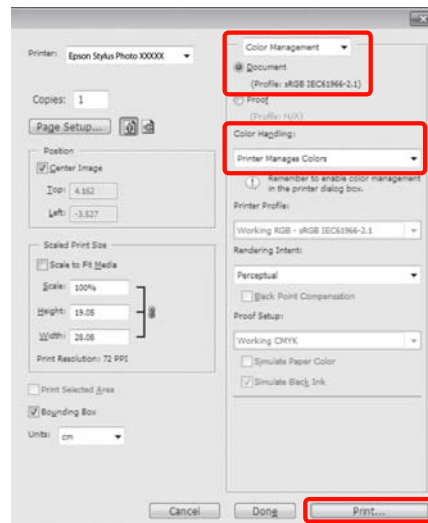 Printer: Epson Stylus Photo XXXXX
Copies: 1
Page Setup...
Position
Center Image
Top: 4.162
Left: -3.527
Scaled Print Size
Scale to Fit Media
Scale: 100%
Height: 19.05
Width: 28.08
Print Resolution: 72 PPI
Print Selected Area
Bounding Box
Units: cm
Color Management
Document
(Profile: sRGB IEC61966-2.1)
Proof
(Profile: N/A)
Color Handling:
Printer Manages Colors
Remember to enable color management
in the printer dialog box.
Printer Profile:
Working RGB - sRGB IEC61966-2.1
Rendering Intent:
Perceptual
Black Point Compensation
Proof Setup:
Working CMYK
Simulate Paper Color
Simulate Black Ink
Cancel
Done
Print...